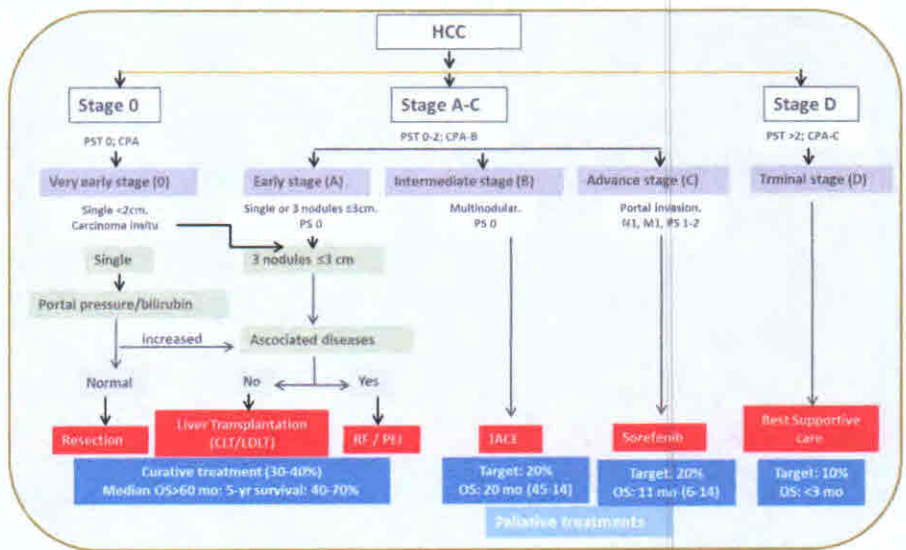 HCC
Stage 0
Stage A-C
Stage D
PST 0; CPA
PST 0-2; CPA-B
PST >2; CPA-C
Very early stage (0)
Early stage (A)
Intermediate stage (B)
Advance stage (C)
Trminal stage (D)
Single <2cm.
Carcinoma insitu
Single or 3 nodules ≤3cm.
PS 0
Multinodular.
PS 0
Portal invasion.
N1, M1, PS 1-2
Single
3 nodules ≤3 cm
Portal pressure/bilirubin
increased
Ascociated diseases
Normal
No
Yes
Resection
Liver Transplantation
(CLT/LDLT)
RF / PEI
TACE
Sorefenib
Best Supportive
care
Curative treatment (30-40%)
Median OS>60 mo: 5-yr survival: 40-70%
Target: 20%
OS: 20 mo (45-14)
Target: 20%
OS: 11 mo (6-14)
Target: 10%
OS: <3 mo
Paliative treatments